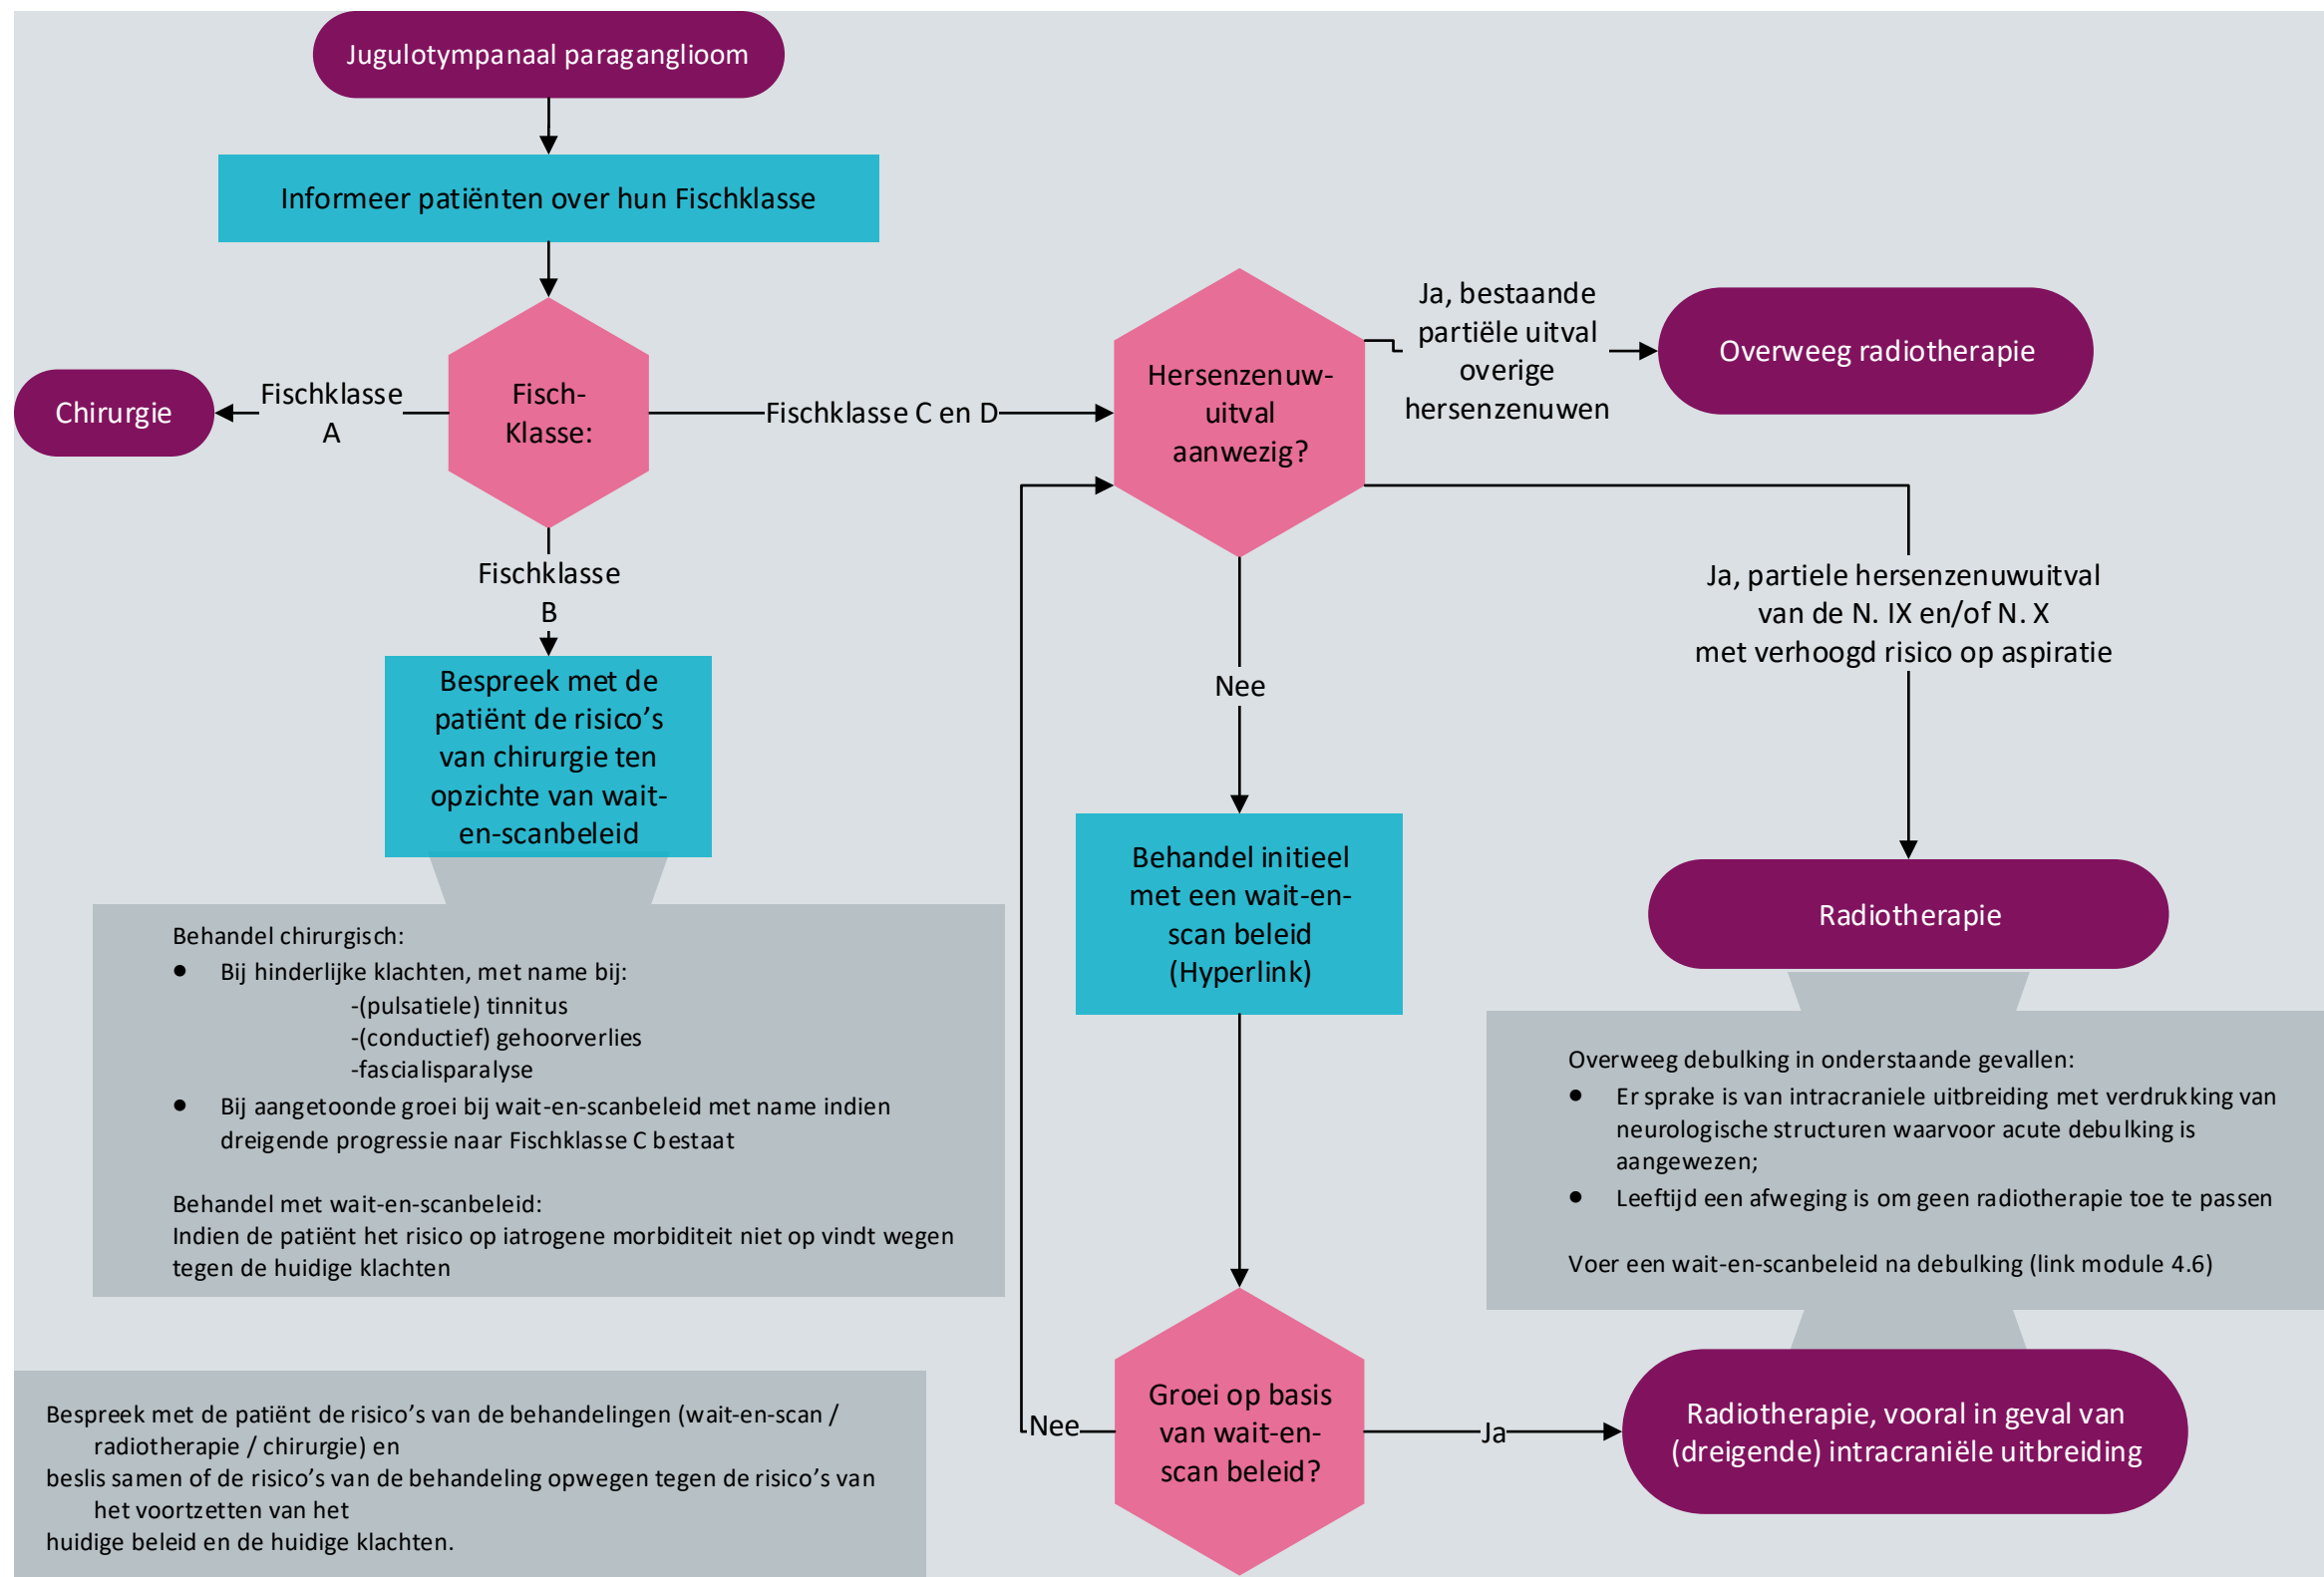 Jugulotympanaal paraganglioom
Informeer patiënten over hun Fischklasse
Fisch-
Klasse:
Fischklasse
A
Chirurgie
Fischklasse
B
Bespreek met de
patiënt de risico’s
van chirurgie ten
opzichte van wait-
en-scanbeleid
Behandel chirurgisch:
● Bij hinderlijke klachten, met name bij:
-(pulsatiele) tinnitus
-(conductief) gehoorverlies
-fascialisparalyse
● Bij aangetoonde groei bij wait-en-scanbeleid met name indien
dreigende progressie naar Fischklasse C bestaat
Behandel met wait-en-scanbeleid:
Indien de patiënt het risico op iatrogene morbiditeit niet op vindt wegen
tegen de huidige klachten
Fischklasse C en D
Hersenzenuw-
uitval
aanwezig?
Ja, bestaande
partiële uitval
overige
hersenzenuwen
Overweeg radiotherapie
Ja, partiele hersenzenuwuitval
van de N. IX en/of N. X
met verhoogd risico op aspiratie
Radiotherapie
Overweeg debulking in onderstaande gevallen:
● Er sprake is van intracraniele uitbreiding met verdrukking van
neurologische structuren waarvoor acute debulking is
aangewezen;
● Leeftijd een afweging is om geen radiotherapie toe te passen
Voer een wait-en-scanbeleid na debulking (link module 4.6)
Nee
Behandel initieel
met een wait-en-
scan beleid
(Hyperlink)
Groei op basis
van wait-en-
scan beleid?
Nee
Ja
Radiotherapie, vooral in geval van
(dreigende) intracraniële uitbreiding
Bespreek met de patiënt de risico’s van de behandelingen (wait-en-scan /
radiotherapie / chirurgie) en
beslis samen of de risico’s van de behandeling opwegen tegen de risico’s van
het voortzetten van het
huidige beleid en de huidige klachten.